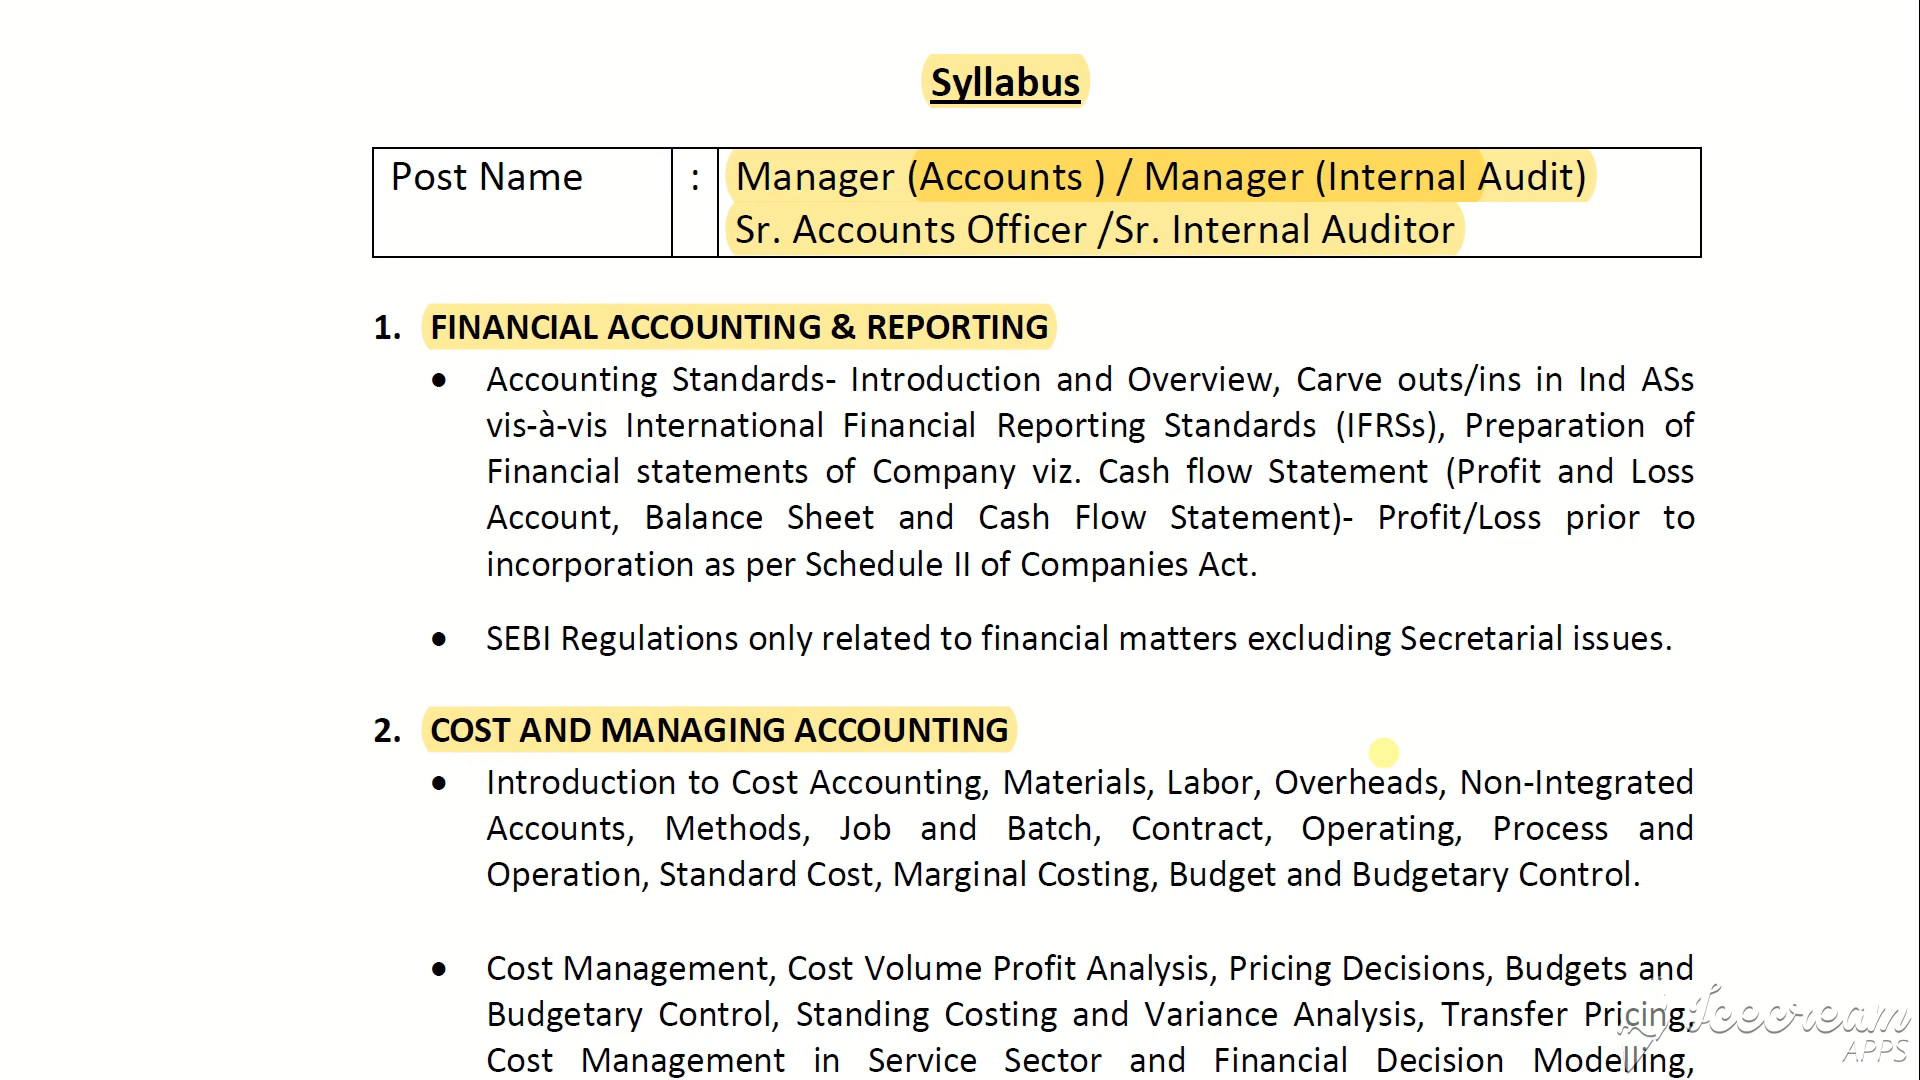 Syllabus
Post Name : Manager (Accounts ) / Manager (Internal Audit)
Sr. Accounts Officer /Sr. Internal Auditor
1. FINANCIAL ACCOUNTING & REPORTING
• Accounting Standards- Introduction and Overview, Carve outs/ins in Ind ASs
vis-à-vis International Financial Reporting Standards (IFRSs), Preparation of
Financial statements of Company viz. Cash flow Statement (Profit and Loss
Account, Balance Sheet and Cash Flow Statement)- Profit/Loss prior to
incorporation as per Schedule II of Companies Act.
• SEBI Regulations only related to financial matters excluding Secretarial issues.
2. COST AND MANAGING ACCOUNTING
• Introduction to Cost Accounting, Materials, Labor, Overheads, Non-Integrated
Accounts, Methods, Job and Batch, Contract, Operating, Process and
Operation, Standard Cost, Marginal Costing, Budget and Budgetary Control.
• Cost Management, Cost Volume Profit Analysis, Pricing Decisions, Budgets and
Budgetary Control, Standing Costing and Variance Analysis, Transfer Pricing,
Cost Management in Service Sector and Financial Decision Modelling,
Icecream
APPS